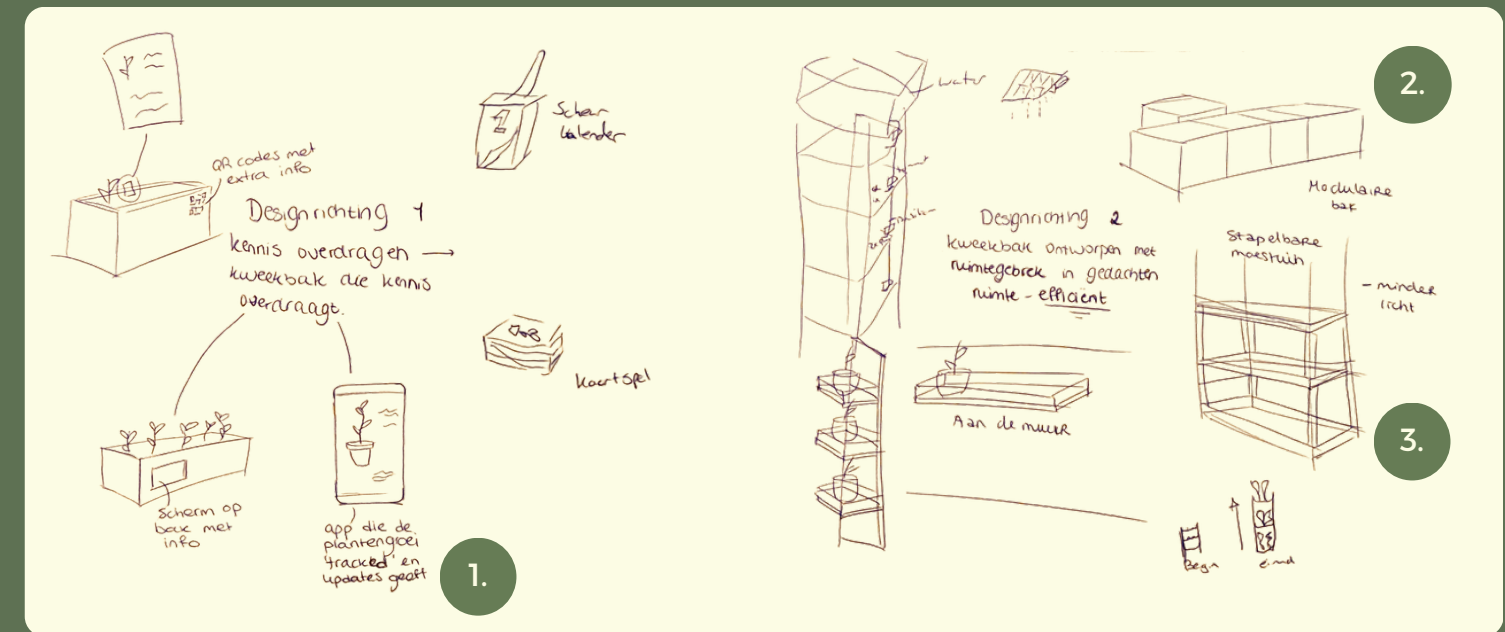 QR codes met
extra info
Designrichting 1
kennis overdragen →
kweekbak die kennis
overdraagt.
Scheur
kalender
kaartspel
scherm op
bak met
info
app die de
plantengroei
'tracked' en
updates geeft
1.
water
Designrichting 2
kweekbak ontworpen met
ruimtegebrek in gedachten
ruimte - efficient
Aan de muur
2.
Modulaire
bak
Stapelbare
moestuin
- minder
licht
3.
Begin
eind